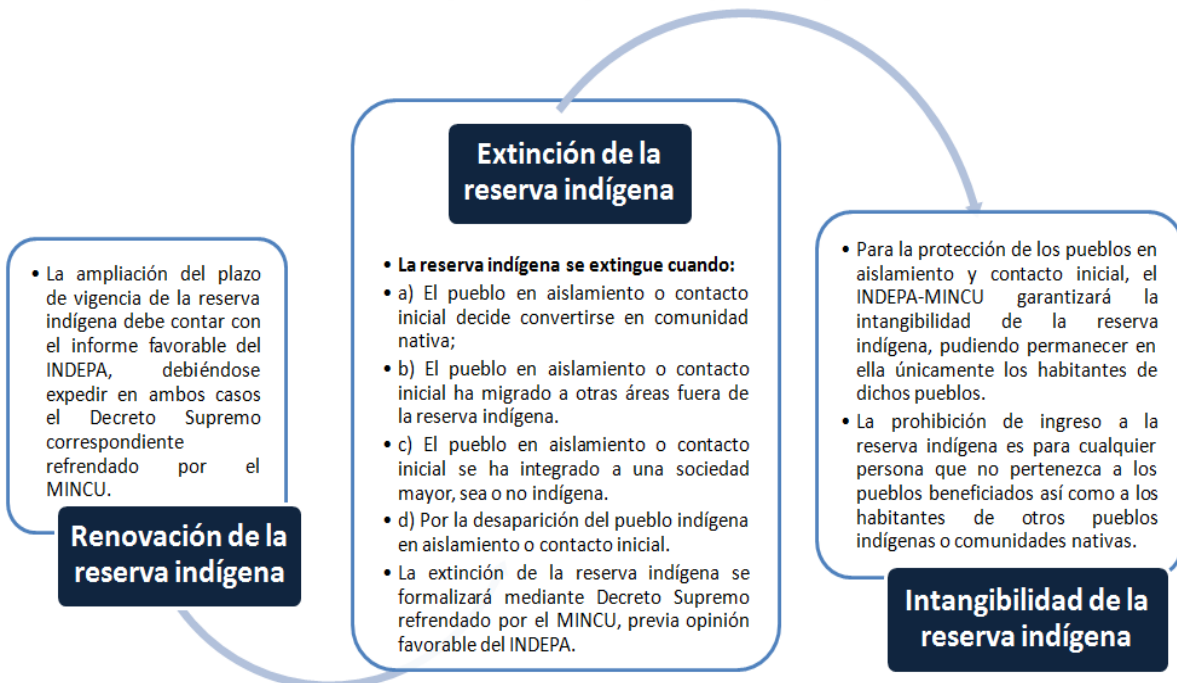 • La ampliación del plazo
de vigencia de la reserva
indígena debe contar con
el informe favorable del
INDEPA, debiéndose
expedir en ambos casos
el Decreto Supremo
correspondiente
refrendado por el
MINCU.
Renovación de la
reserva indígena
Extinción de la
reserva indígena
• La reserva indígena se extingue cuando:
• a) El pueblo en aislamiento o contacto
inicial decide convertirse en comunidad
nativa;
• b) El pueblo en aislamiento o contacto
inicial ha migrado a otras áreas fuera de
la reserva indígena.
• c) El pueblo en aislamiento o contacto
inicial se ha integrado a una sociedad
mayor, sea o no indígena.
• d) Por la desaparición del pueblo indígena
en aislamiento o contacto inicial.
• La extinción de la reserva indígena se
formalizará mediante Decreto Supremo
refrendado por el MINCU, previa opinión
favorable del INDEPA.
• Para la protección de los pueblos en
aislamiento y contacto inicial, el
INDEPA-MINCU garantizará la
intangibilidad de la reserva
indígena, pudiendo permanecer en
ella únicamente los habitantes de
dichos pueblos.
• La prohibición de ingreso a la
reserva indígena es para cualquier
persona que no pertenezca a los
pueblos beneficiados así como a los
habitantes de otros pueblos
indígenas o comunidades nativas.
Intangibilidad de la
reserva indígena